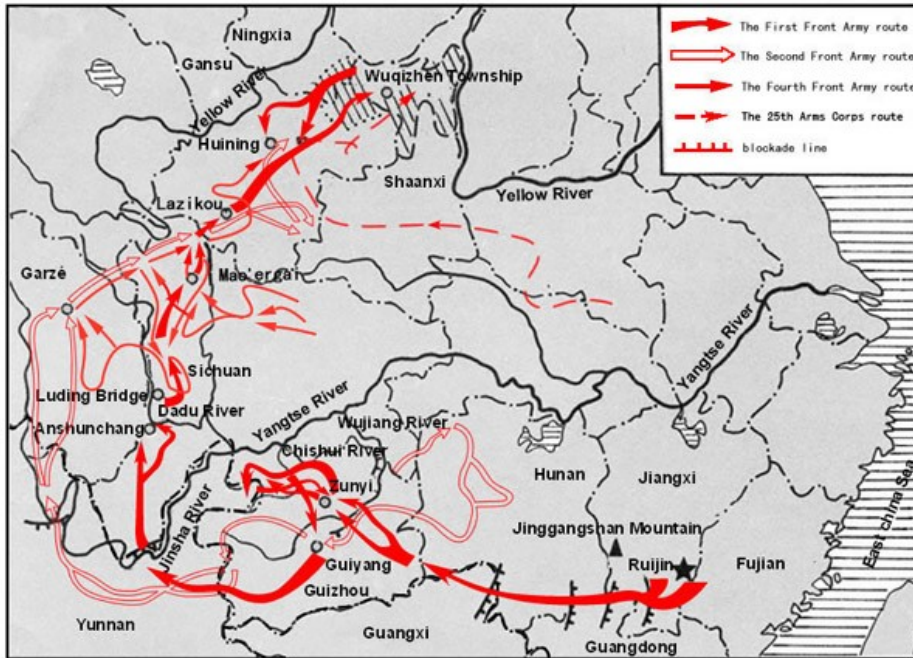 The First Front Army route
The Second Front Army route
The Fourth Front Army route
The 25th Arms Corps route
blockade line
Ningxia
Gansu
Wuqizhen Township
Yellow River
Huining
Shaanxi
Yellow River
Lazikou
Garzê
Mao'ergai
Sichuan
Luding Bridge
Dadu River
Anshunchang
Yangtse River
Yangtse River
Wujiang River
Chishui River
Zunyi
Hunan
Jiangxi
Jinggangshan Mountain
Jinsha River
Ruijin
Fujian
East china Sea
Guiyang
Guizhou
Yunnan
Guangxi
Guangdong